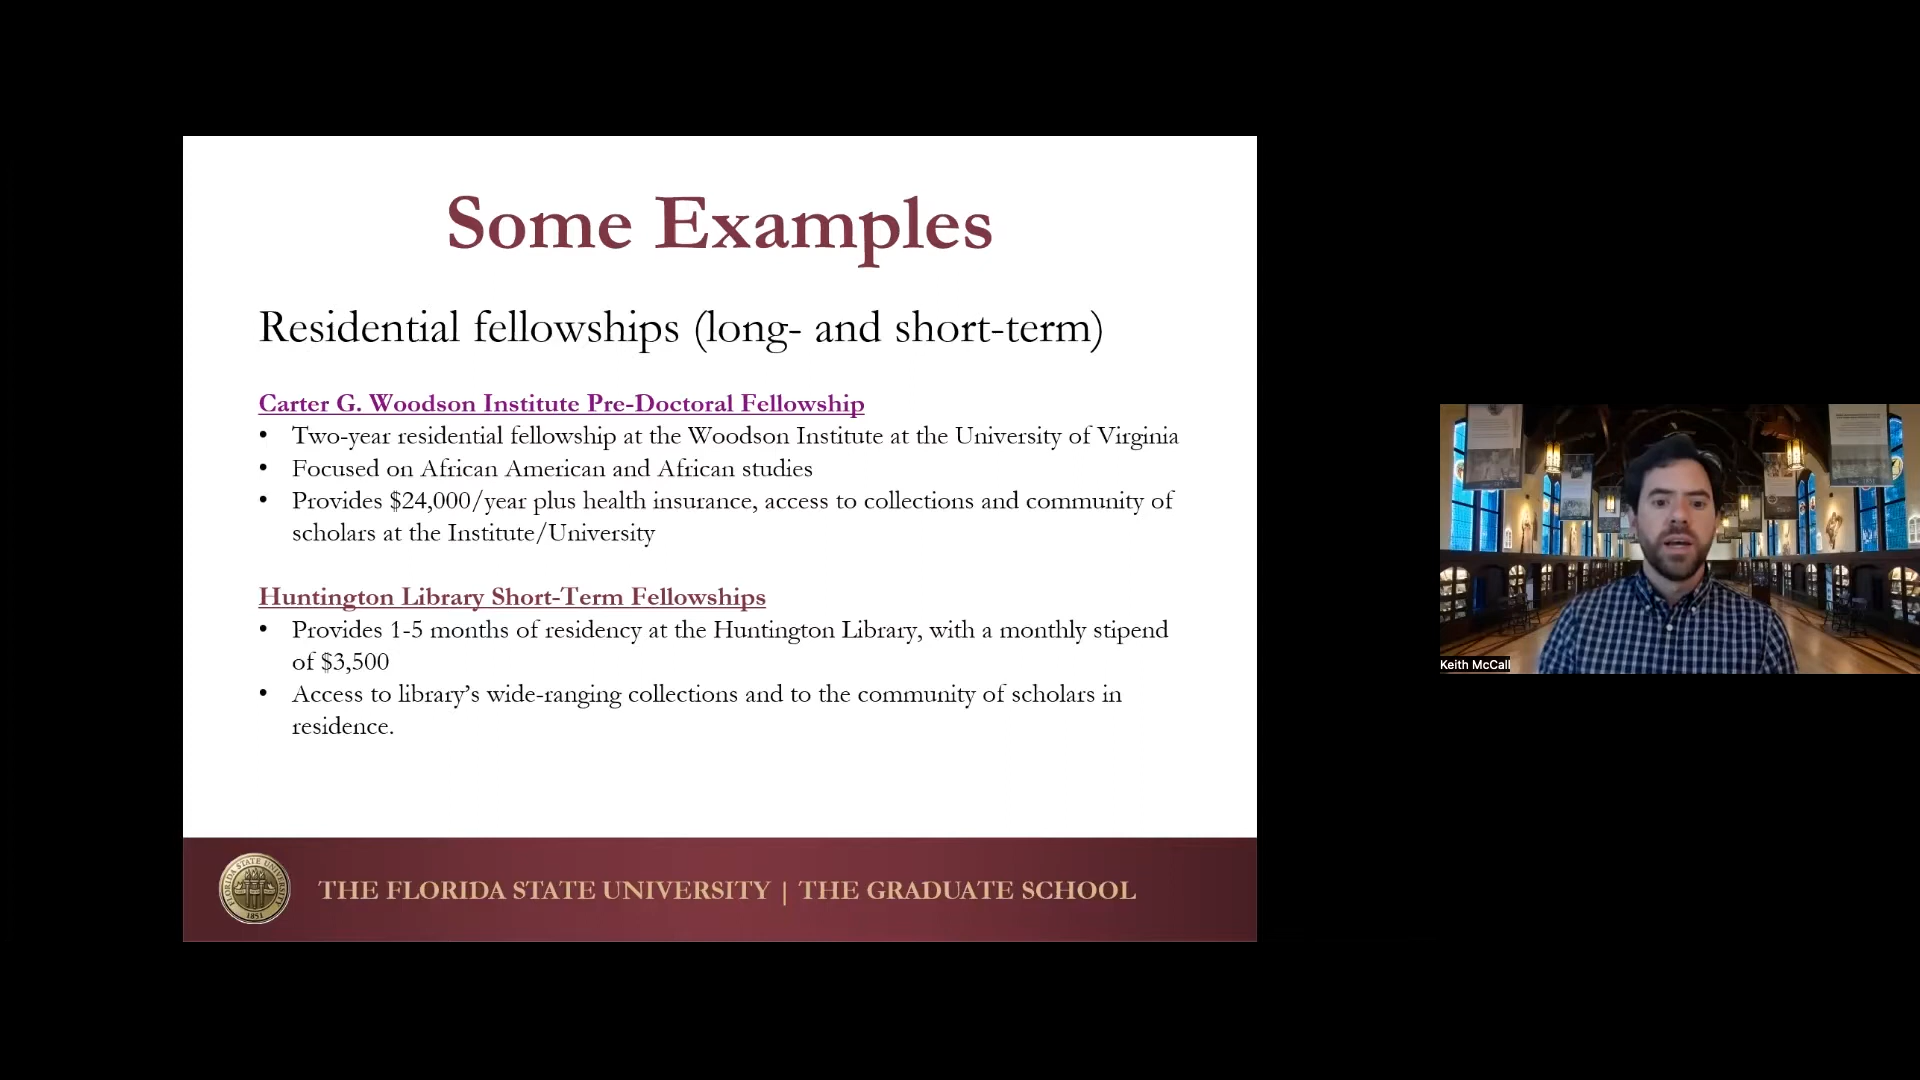 Some Examples
Residential fellowships (long- and short-term)
Carter G. Woodson Institute Pre-Doctoral Fellowship
• Two-year residential fellowship at the Woodson Institute at the University of Virginia
• Focused on African American and African studies
• Provides $24,000/year plus health insurance, access to collections and community of
scholars at the Institute/University
Huntington Library Short-Term Fellowships
• Provides 1-5 months of residency at the Huntington Library, with a monthly stipend
of $3,500
• Access to library’s wide-ranging collections and to the community of scholars in
residence.
FLORIDA STATE UNIVERSITY
1851
THE FLORIDA STATE UNIVERSITY | THE GRADUATE SCHOOL
Keith McCall